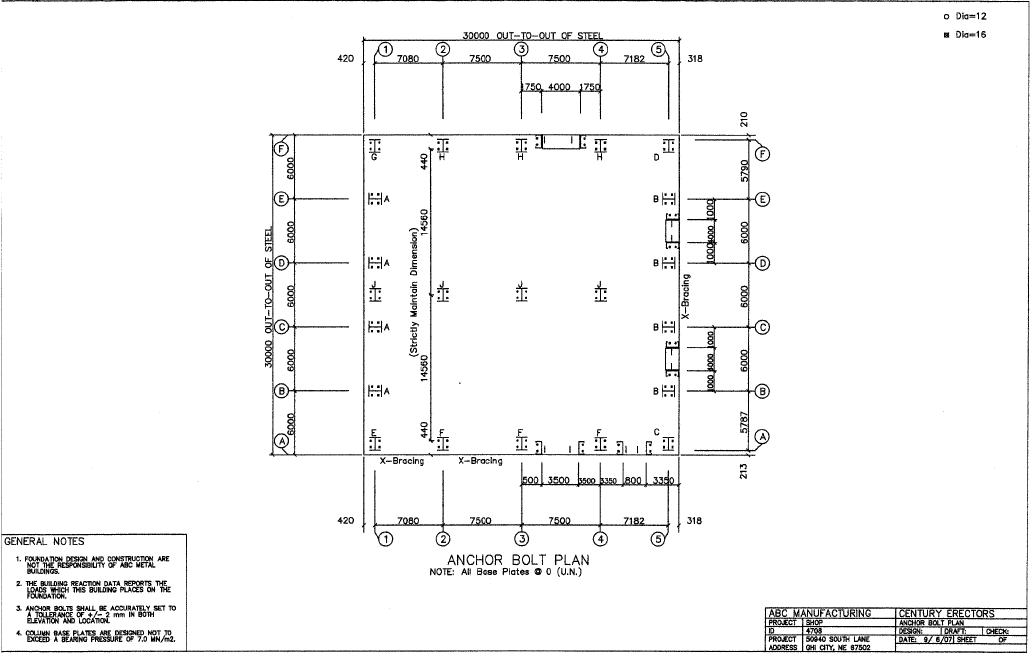 Dia=12
Dia=16
30000 OUT-TO-OUT OF STEEL
1 2 3 4 5
420 7080 7500 7500 7182 318
1750 4000 1750
210
F F
G H H H D
440
6000 5790
E A B E
1000
14560
6000 4000 6000
1000
D A B D
30000 OUT-TO-OUT OF STEEL
(Strictly Maintain Dimension)
X-Bracing
J J J J
6000 6000
C A B C
1000
14560
6000 4000 6000
1000
B A B B
6000 5787
440
A A
E F F F C
X-Bracing X-Bracing
213
500 3500 3500 3350 800 3350
420 7080 7500 7500 7182 318
1 2 3 4 5
ANCHOR BOLT PLAN
NOTE: All Base Plates @ 0 (U.N.)
GENERAL NOTES
1. FOUNDATION DESIGN AND CONSTRUCTION ARE
NOT THE RESPONSIBILITY OF ABC METAL
BUILDINGS.
2. THE BUILDING REACTION DATA REPORTS THE
LOADS WHICH THIS BUILDING PLACES ON THE
FOUNDATION.
3. ANCHOR BOLTS SHALL BE ACCURATELY SET TO
A TOLLERANCE OF +/- 2 mm IN BOTH
ELEVATION AND LOCATION.
4. COLUMN BASE PLATES ARE DESIGNED NOT TO
EXCEED A BEARING PRESSURE OF 7.0 MN/m2.
ABC MANUFACTURING CENTURY ERECTORS
PROJECT SHOP ANCHOR BOLT PLAN
ID 4708 DESIGN: DRAFT: CHECK:
PROJECT 50940 SOUTH LANE DATE: 9/ 6/07 SHEET OF
ADDRESS GHI CITY, NE 67502